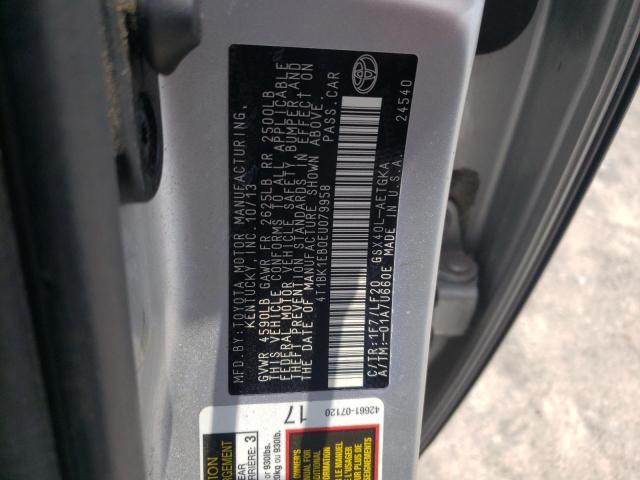 MFD.BY:TOYOTA MOTOR MANUFACTURING,
KENTUCKY, INC. 10/13
GVWR 4590LB GAWR FR 2625LB RR 2500LB
THIS VEHICLE CONFORMS TO ALL APPLICABLE
FEDERAL MOTOR VEHICLE SAFETY BUMPER, AND
THEFT PREVENTION STANDARDS IN EFFECT ON
THE DATE OF MANUFACTURE SHOWN ABOVE.
4T1BK1EB0EU079958 PASS.CAR
C/TR:1F7/LF20 GSX40L-AETGKA
A/TM:-01A/U660E MADE IN U.S.A.
24540
17
42661-07120
3